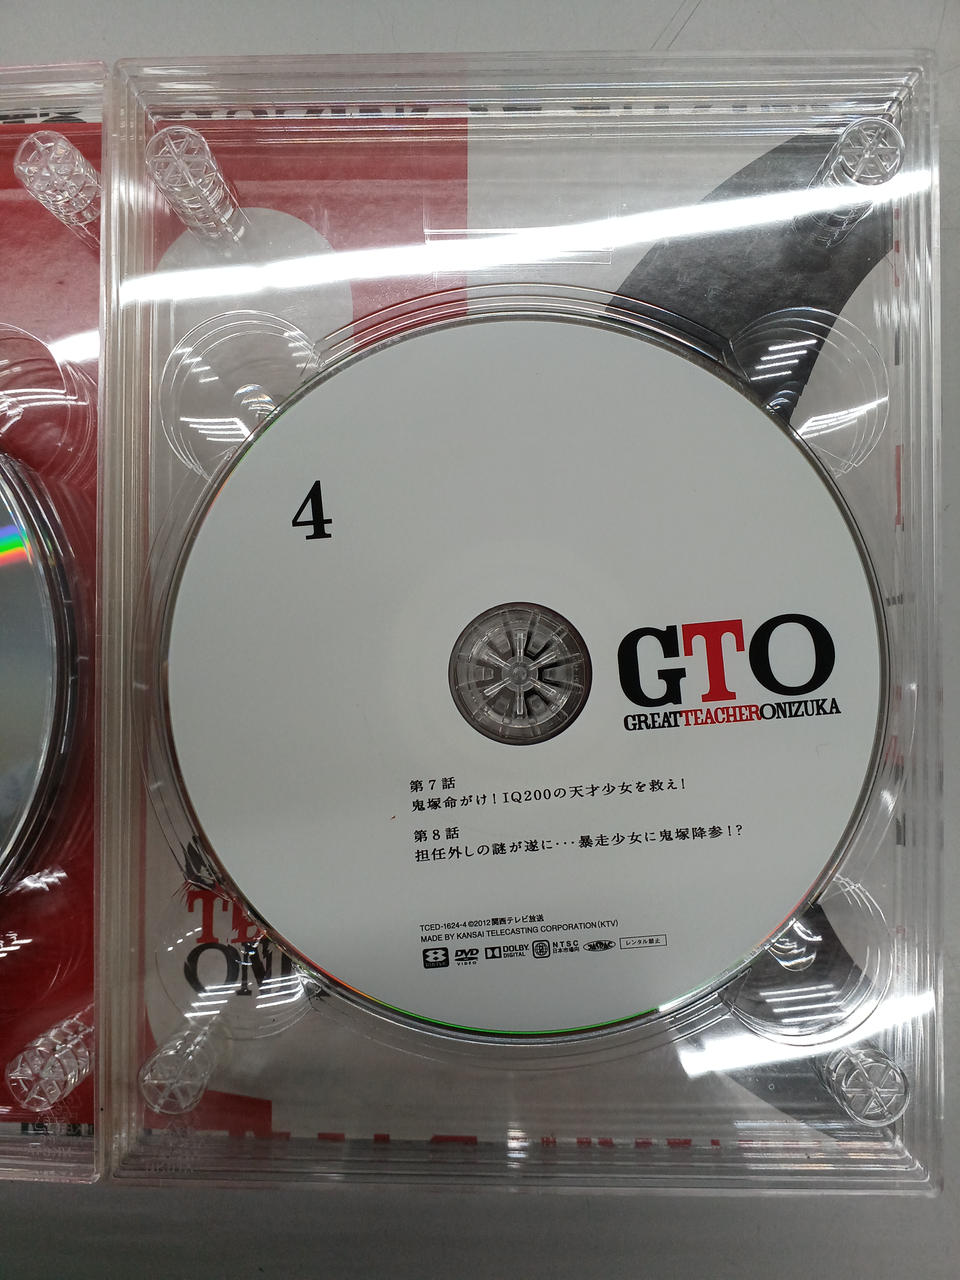 4
GTO
GREATTEACHERONIZUKA
第7話
鬼塚命がけ!IQ200の天才少女を救え!
第8話
担任外しの謎が遂に･･･暴走少女に鬼塚降参!?
TCED-1624-4 ©2012関西テレビ放送
MADE BY KANSAI TELECASTING CORPORATION(KTV)
8 DVD VIDEO DOLBY DIGITAL NTSC 日本市場向 レンタル禁止